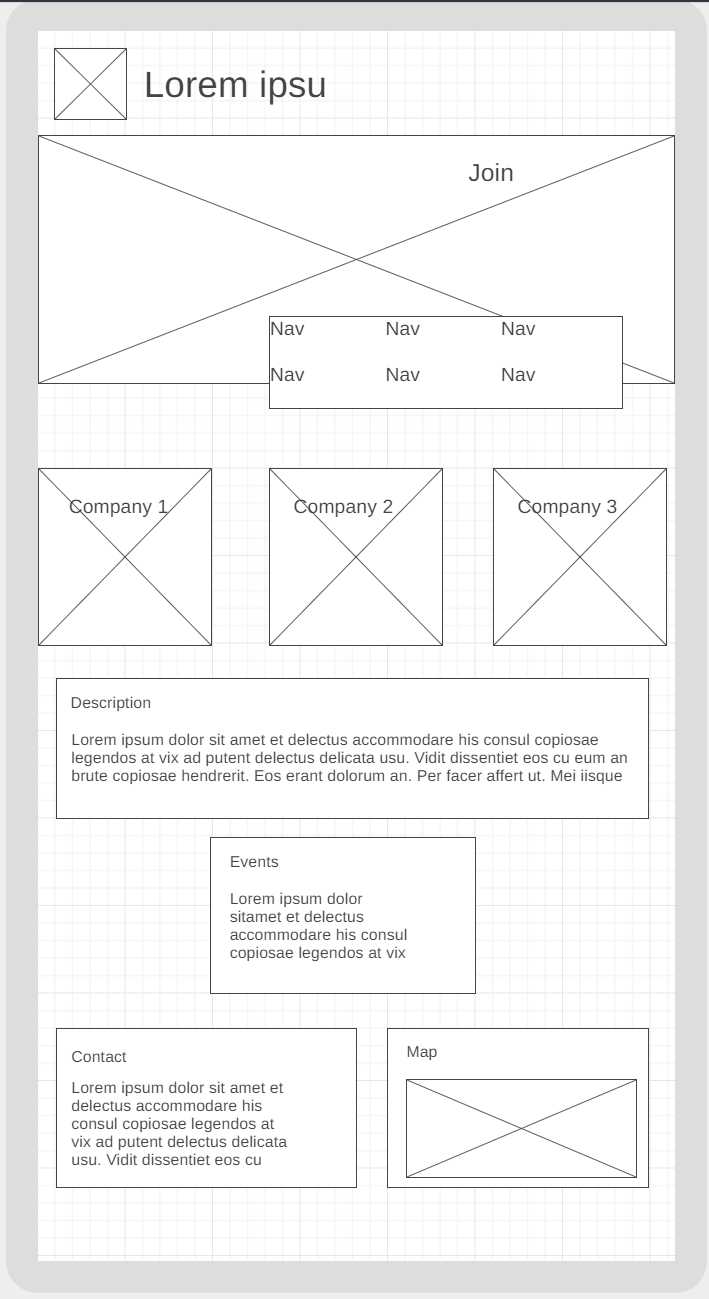 Lorem ipsu
Join
Nav Nav Nav
Nav Nav Nav
Company 1 Company 2 Company 3
Description
Lorem ipsum dolor sit amet et delectus accommodare his consul copiosae
legendos at vix ad putent delectus delicata usu. Vidit dissentiet eos cu eum an
brute copiosae hendrerit. Eos erant dolorum an. Per facer affert ut. Mei iisque
Events
Lorem ipsum dolor
sitamet et delectus
accommodare his consul
copiosae legendos at vix
Contact
Lorem ipsum dolor sit amet et
delectus accommodare his
consul copiosae legendos at
vix ad putent delectus delicata
usu. Vidit dissentiet eos cu
Map